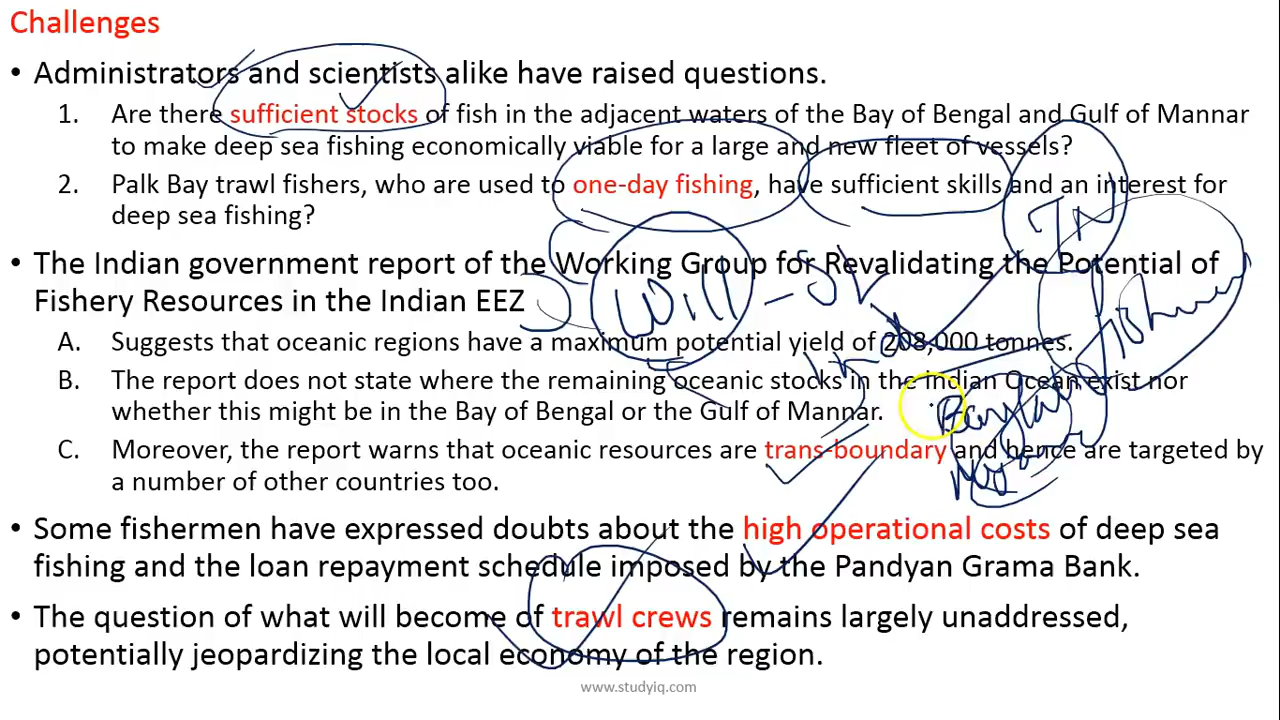 Challenges
• Administrators and scientists alike have raised questions.
1. Are there sufficient stocks of fish in the adjacent waters of the Bay of Bengal and Gulf of Mannar
to make deep sea fishing economically viable for a large and new fleet of vessels?
2. Palk Bay trawl fishers, who are used to one-day fishing, have sufficient skills and an interest for
deep sea fishing?
TN
• The Indian government report of the Working Group for Revalidating the Potential of
Fishery Resources in the Indian EEZ
Will - SL
A. Suggests that oceanic regions have a maximum potential yield of 208,000 tonnes.
B. The report does not state where the remaining oceanic stocks in the Indian Ocean exist nor
whether this might be in the Bay of Bengal or the Gulf of Mannar.
C. Moreover, the report warns that oceanic resources are trans-boundary and hence are targeted by
a number of other countries too.
• Some fishermen have expressed doubts about the high operational costs of deep sea
fishing and the loan repayment schedule imposed by the Pandyan Grama Bank.
• The question of what will become of trawl crews remains largely unaddressed,
potentially jeopardizing the local economy of the region.
www.studyiq.com